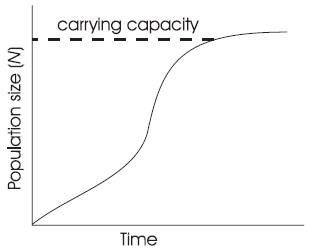 carrying capacity
Population size (N)
Time